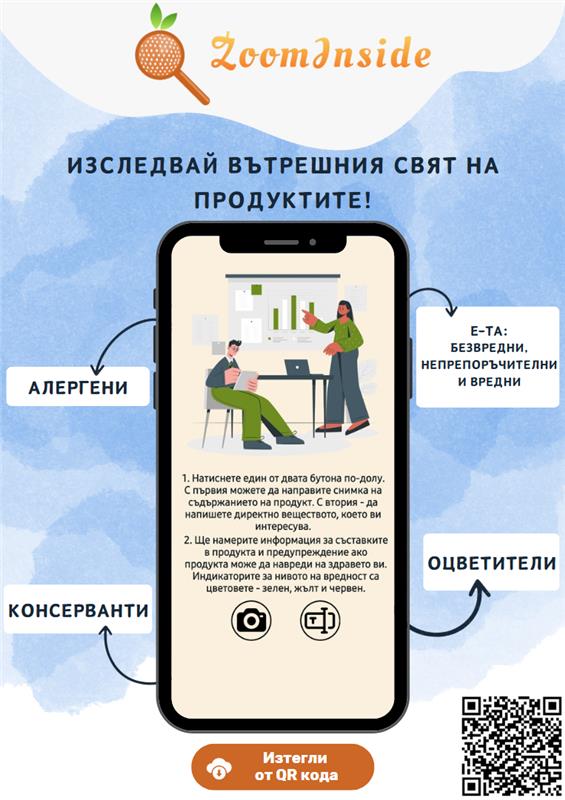 ZoomInside
ИЗСЛЕДВАЙ ВЪТРЕШНИЯ СВЯТ НА
ПРОДУКТИТЕ!
Е-ТА:
БЕЗВРЕДНИ,
НЕПРЕПОРЪЧИТЕЛНИ
И ВРЕДНИ
АЛЕРГЕНИ
1. Натиснете един от двата бутона по-долу.
С първия можете да направите снимка на
съдържанието на продукт. С втория - да
напишете директно веществото, което ви
интересува.
2. Ще намерите информация за съставките
в продукта и предупреждение ако
продукта може да навреди на здравето ви.
Индикаторите за нивото на вредност са
цветовете - зелен, жълт и червен.
ОЦВЕТИТЕЛИ
КОНСЕРВАНТИ
T
Изтегли
от QR кода